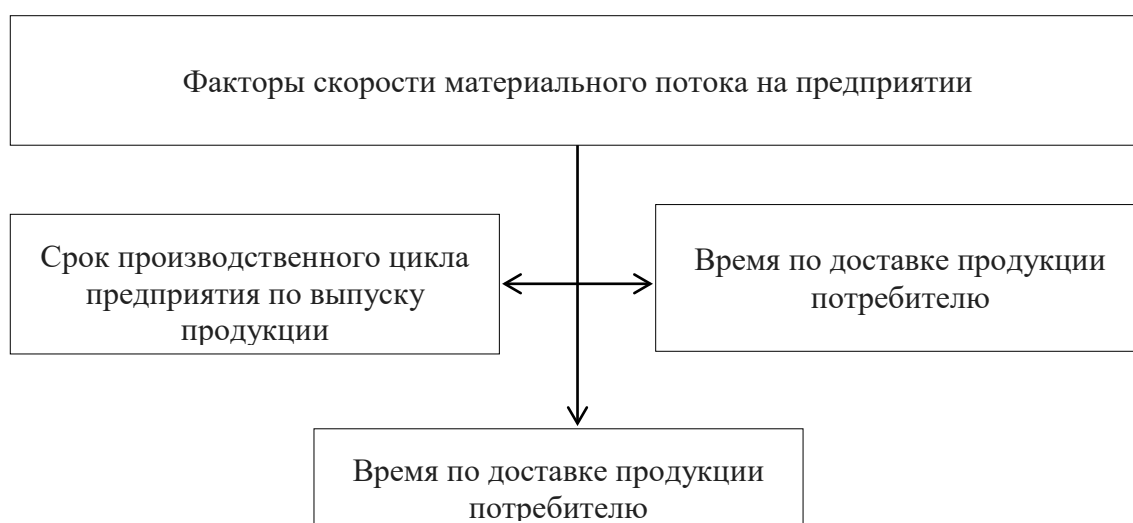 Факторы скорости материального потока на предприятии
Срок производственного цикла
предприятия по выпуску
продукции
Время по доставке продукции
потребителю
Время по доставке продукции
потребителю